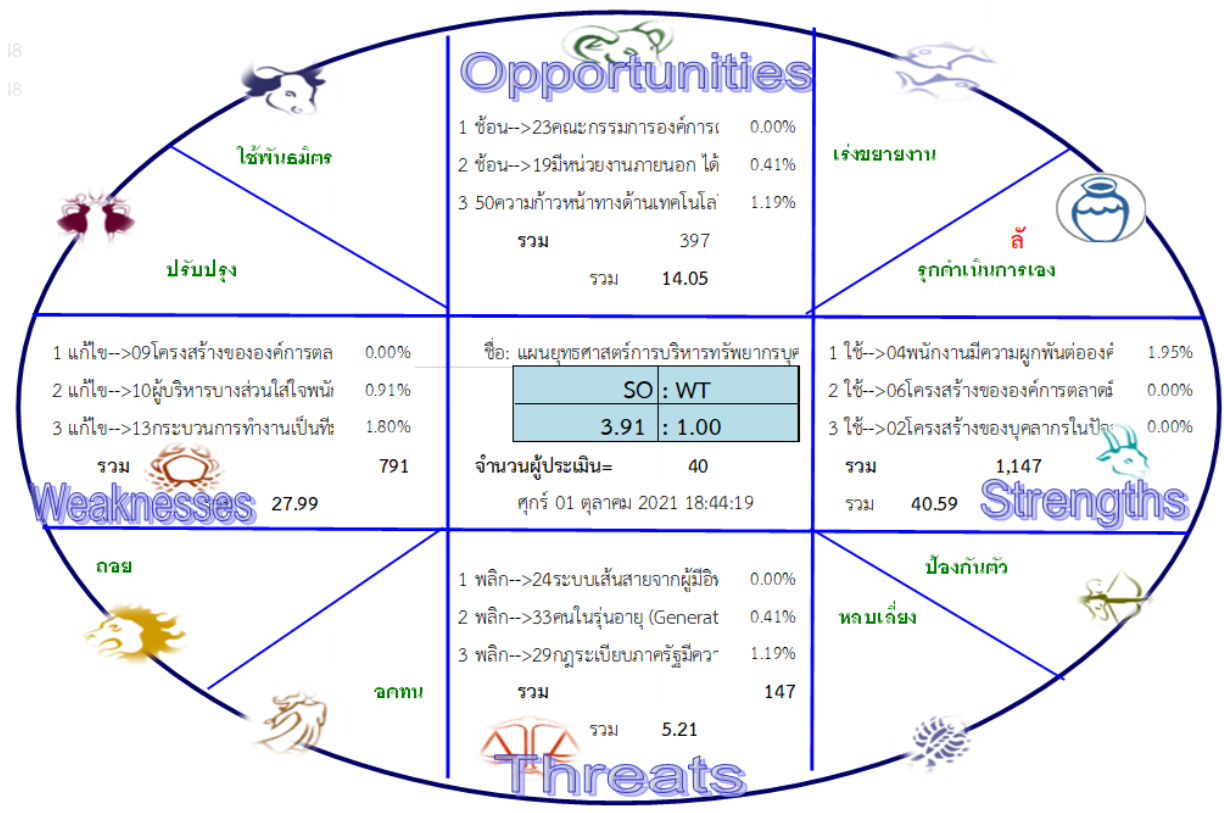 48
48
Opportunities
1 ช้อน-->23คณะกรรมการองค์การ 0.00%
2 ช้อน-->19มีหน่วยงานภายนอก ได้ 0.41%
3 50ความก้าวหน้าทางด้านเทคโนโล 1.19%
รวม 397
รวม 14.05
ใช้พันธมิตร
ปรับปรุง
เร่งขยายงาน
ลั
รุกดำเนินการเอง
1 แก้ไข-->09โครงสร้างขององค์การตล 0.00%
2 แก้ไข-->10ผู้บริหารบางส่วนใส่ใจพนั 0.91%
3 แก้ไข-->13กระบวนการทำงานเป็นที 1.80%
รวม 791
Weaknesses 27.99
ชื่อ: แผนยุทธศาสตร์การบริหารทรัพยากรบุค
SO : WT
3.91 : 1.00
จำนวนผู้ประเมิน= 40
ศุกร์ 01 ตุลาคม 2021 18:44:19
1 ใช้-->04พนักงานมีความผูกพันต่อองค์ 1.95%
2 ใช้-->06โครงสร้างขององค์การตลาด 0.00%
3 ใช้-->02โครงสร้างของบุคลากรในปัจ 0.00%
รวม 1,147
รวม 40.59
Strengths
ถอย
อดทน
1 พลิก-->24ระบบเส้นสายจากผู้มีอิ 0.00%
2 พลิก-->33คนในรุ่นอายุ (Generat 0.41%
3 พลิก-->29กฎระเบียบภาครัฐมีควา 1.19%
รวม 147
รวม 5.21
Threats
ป้องกันตัว
หลบเลี่ยง